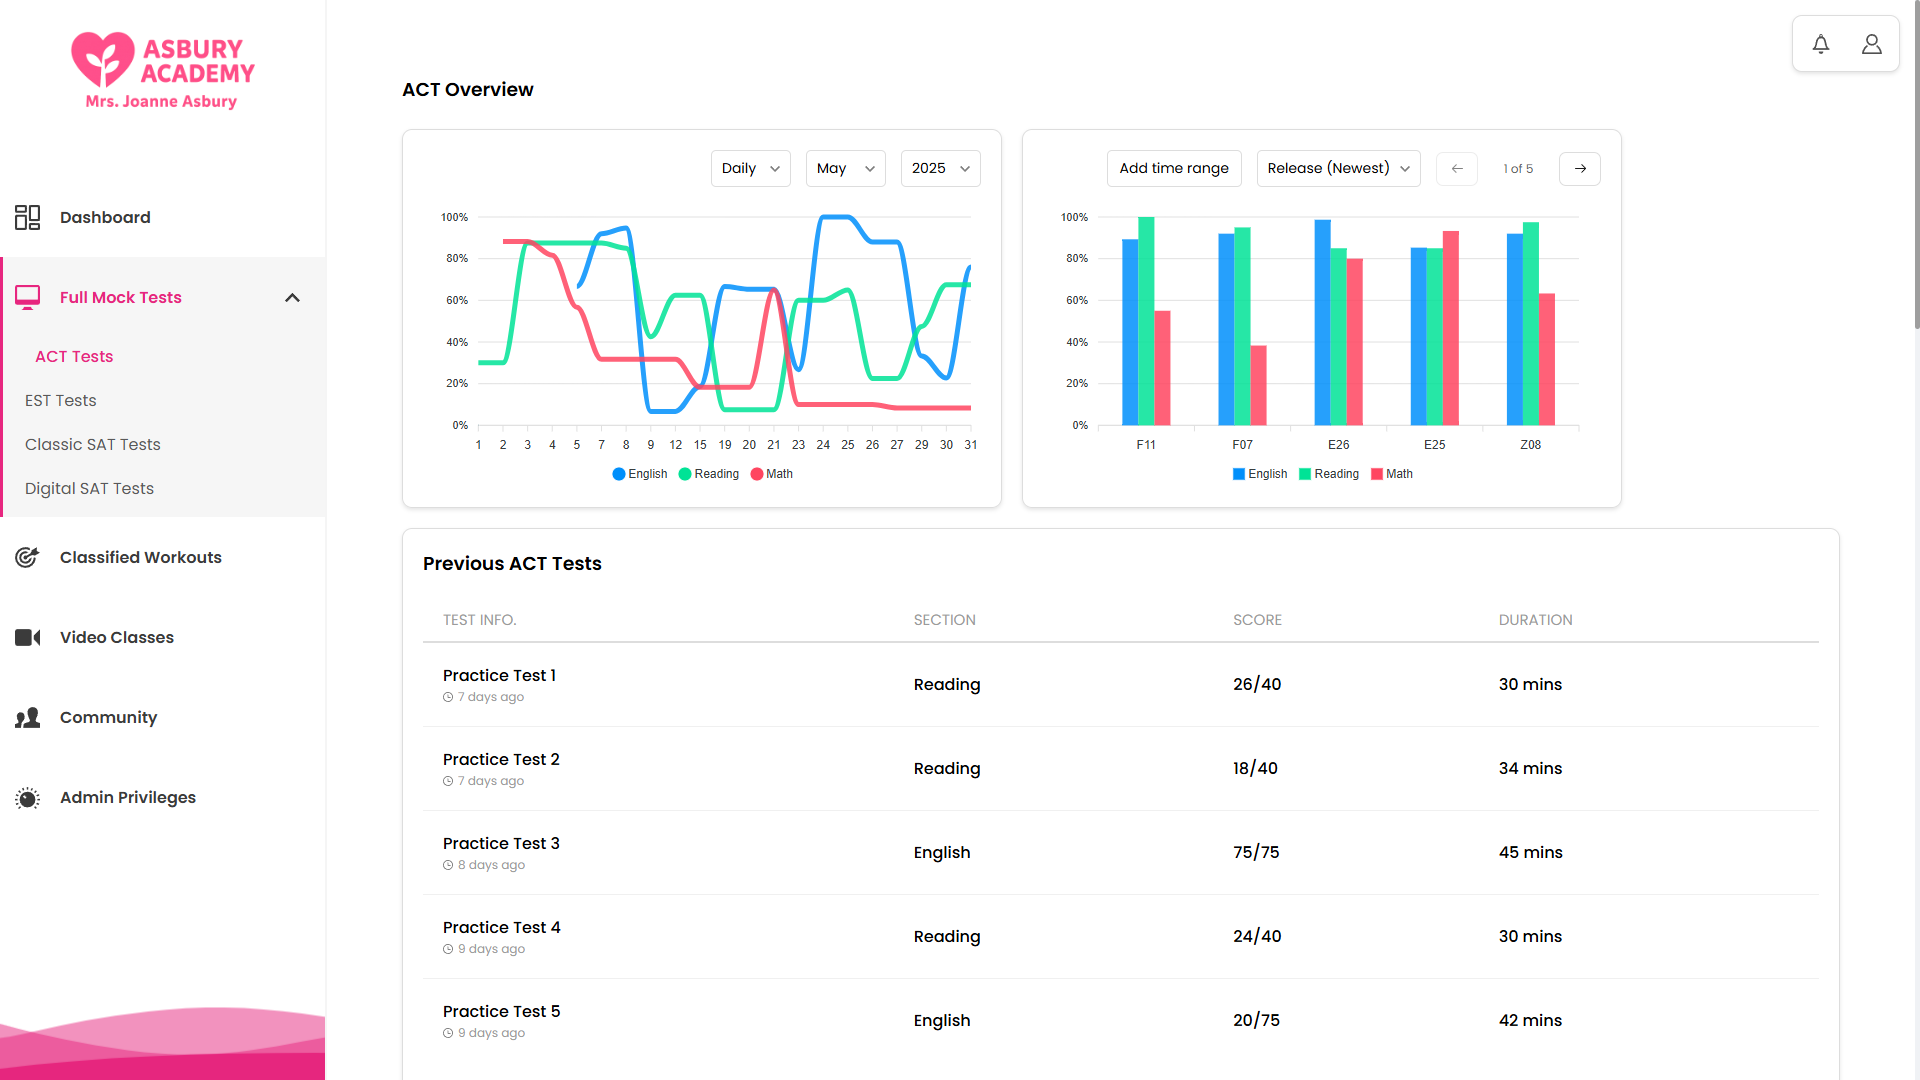 ASBURY
ACADEMY
Mrs. Joanne Asbury
Dashboard
Full Mock Tests
ACT Tests
EST Tests
Classic SAT Tests
Digital SAT Tests
Classified Workouts
Video Classes
Community
Admin Privileges
ACT Overview
Daily May 2025
100%
80%
60%
40%
20%
0%
1 2 3 4 5 7 8 9 12 15 19 20 21 23 24 25 26 27 29 30 31
English Reading Math
Add time range Release (Newest) 1 of 5
100%
80%
60%
40%
20%
0%
F11 F07 E26 E25 Z08
English Reading Math
Previous ACT Tests
TEST INFO. SECTION SCORE DURATION
Practice Test 1
7 days ago
Reading 26/40 30 mins
Practice Test 2
7 days ago
Reading 18/40 34 mins
Practice Test 3
8 days ago
English 75/75 45 mins
Practice Test 4
9 days ago
Reading 24/40 30 mins
Practice Test 5
9 days ago
English 20/75 42 mins